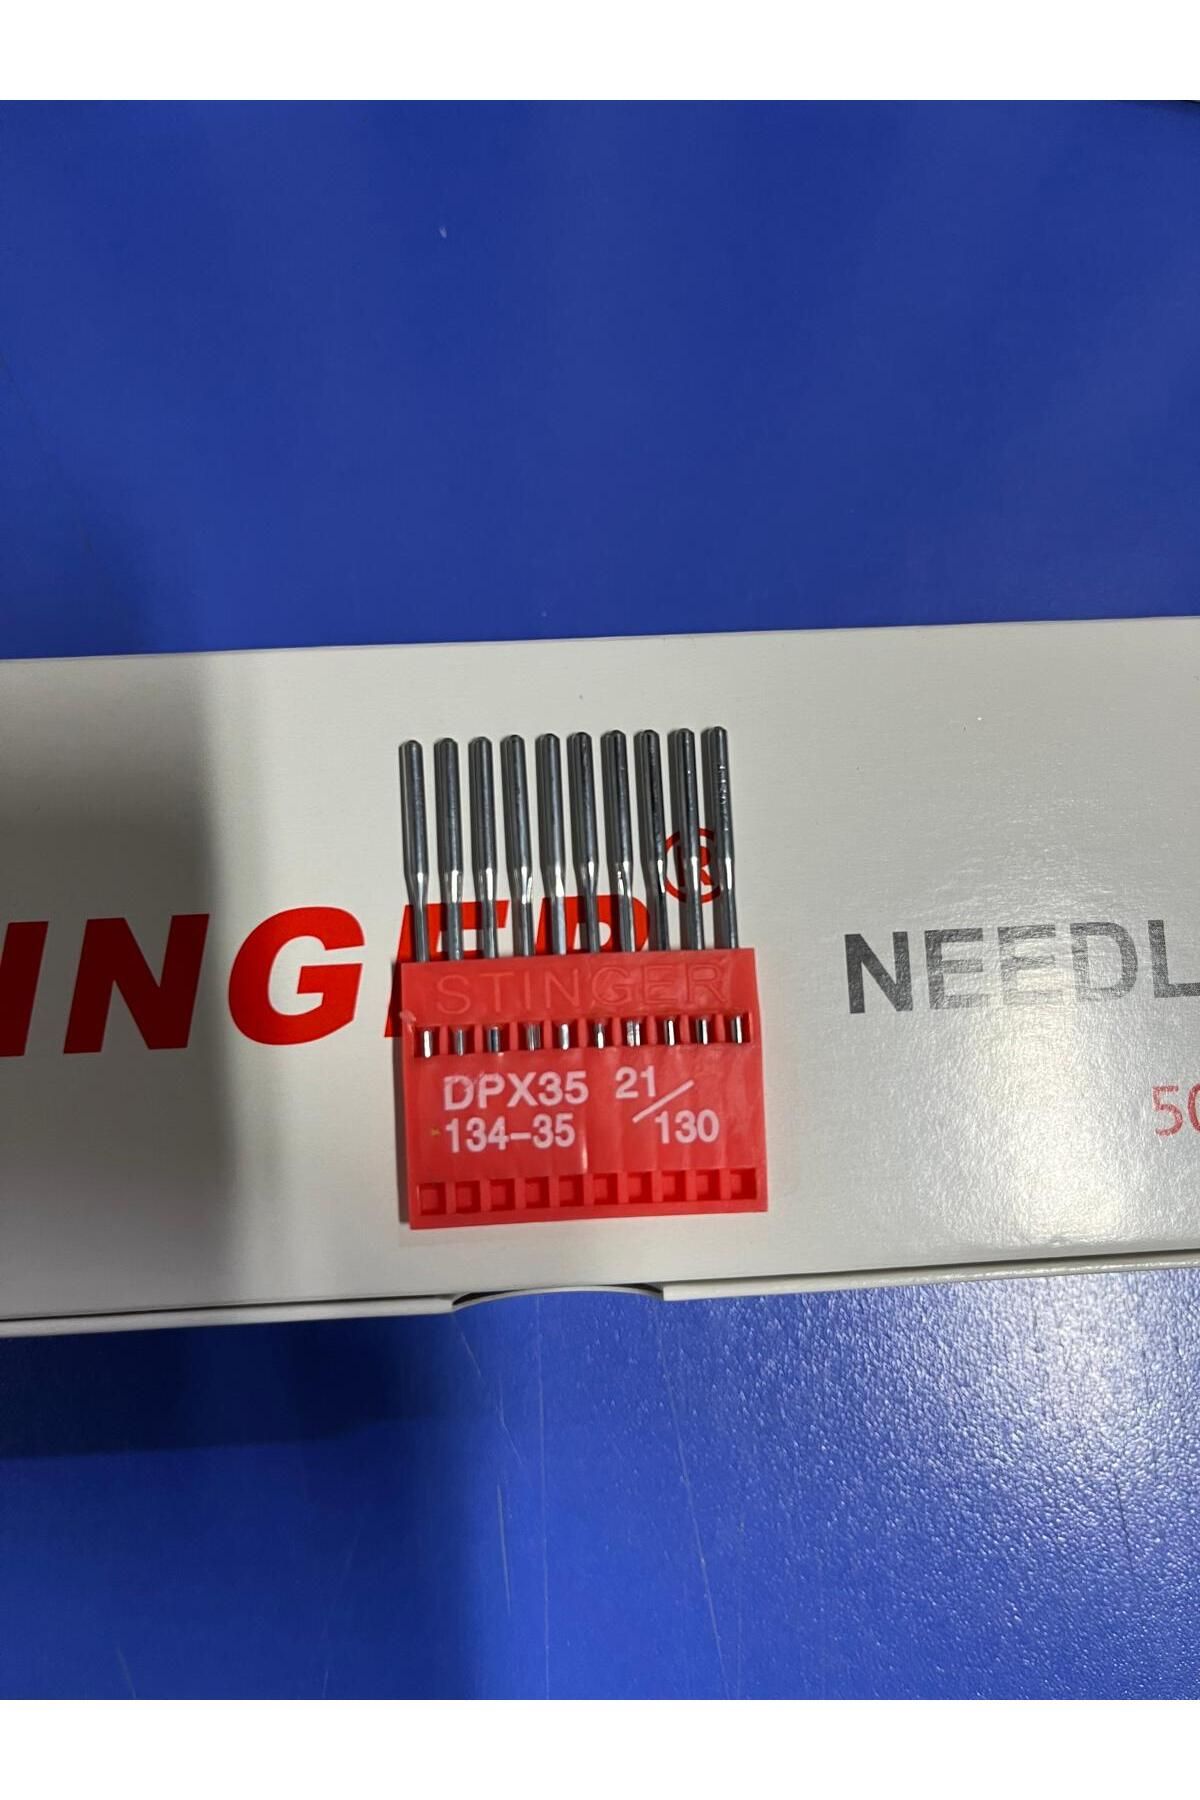 INGER®
NEEDL
50
STINGER
DPX35 21/130
134-35